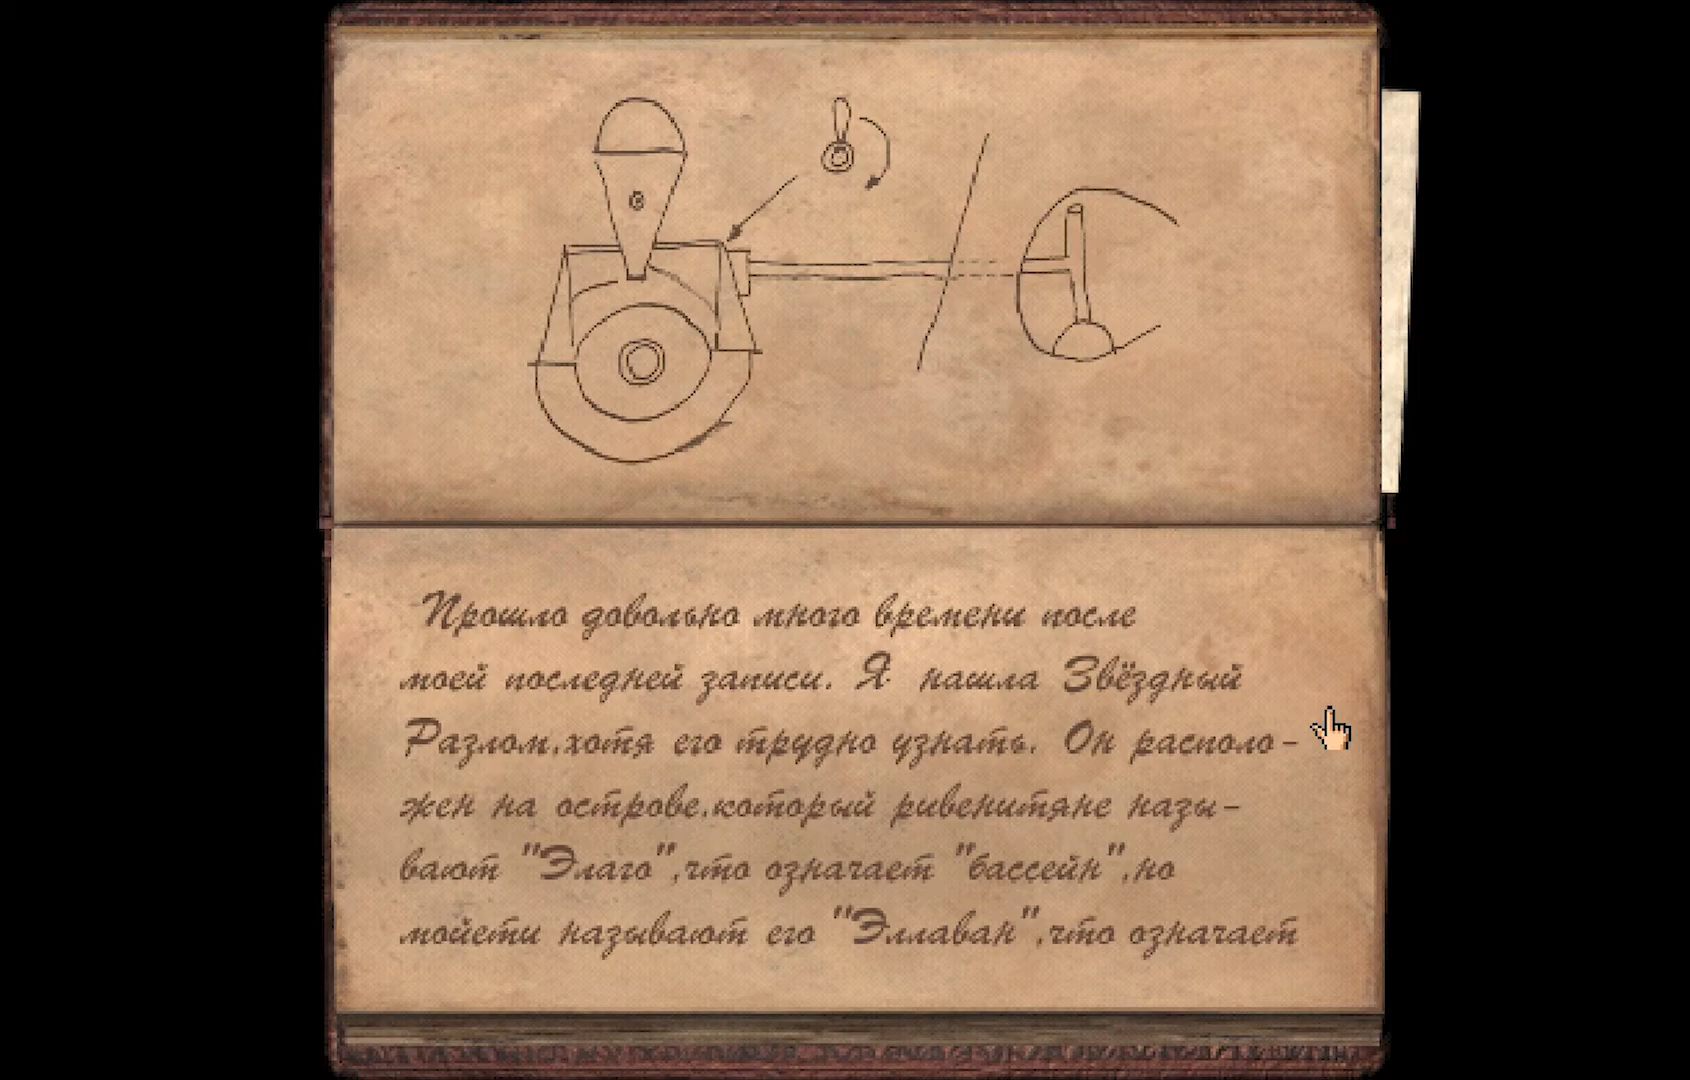 Прошло довольно много времени после
моей последней записи. Я нашла Звёздный
Разлом,хотя его трудно узнать. Он располо-
жен на острове,который ривенитяне назы-
вают "Элаго",что означает "бассейн",но
мойети называют его "Эллаван",что означает